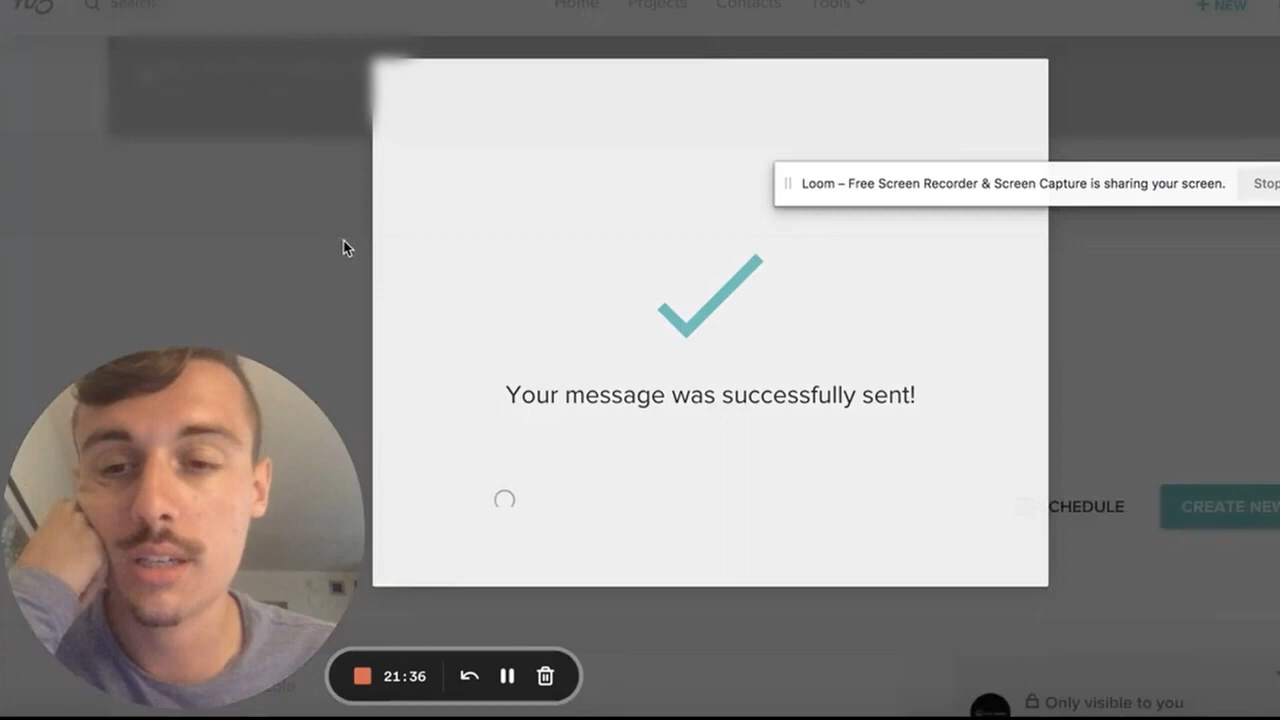 Search
Home
Projects
Contacts
Tools
+ NEW
Loom – Free Screen Recorder & Screen Capture is sharing your screen.
Stop
Your message was successfully sent!
CHEDULE
CREATE NEW
21:36
Only visible to you